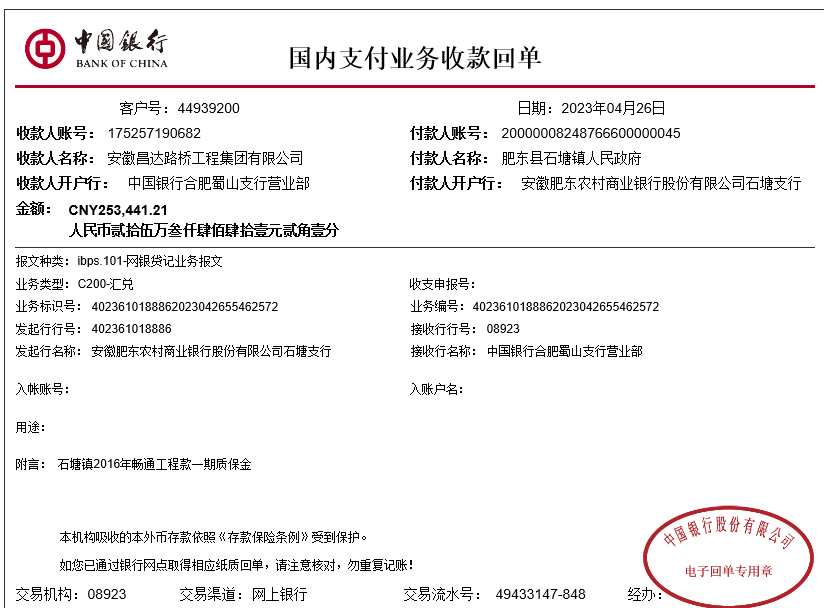 中国银行
BANK OF CHINA
国内支付业务收款回单
客户号：44939200 日期：2023年04月26日
收款人账号：175257190682 付款人账号：20000008248766600000045
收款人名称：安徽昌达路桥工程集团有限公司 付款人名称：肥东县石塘镇人民政府
收款人开户行：中国银行合肥蜀山支行营业部 付款人开户行：安徽肥东农村商业银行股份有限公司石塘支行
金额：CNY253,441.21
人民币贰拾伍万叁仟肆佰肆拾壹元贰角壹分
报文种类：ibps.101-网银贷记业务报文
业务类型：C200-汇兑 收支申报号：
业务标识号：4023610188862023042655462572 业务编号：4023610188862023042655462572
发起行行号：402361018886 接收行行号：08923
发起行名称：安徽肥东农村商业银行股份有限公司石塘支行 接收行名称：中国银行合肥蜀山支行营业部
入帐账号： 入账户名：
用途：
附言：石塘镇2016年畅通工程款一期质保金
本机构吸收的本外币存款依照《存款保险条例》受到保护。
如您已通过银行网点取得相应纸质回单，请注意核对，勿重复记账！
交易机构：08923 交易渠道：网上银行 交易流水号：49433147-848 经办：
中国银行股份有限公司
电子回单专用章